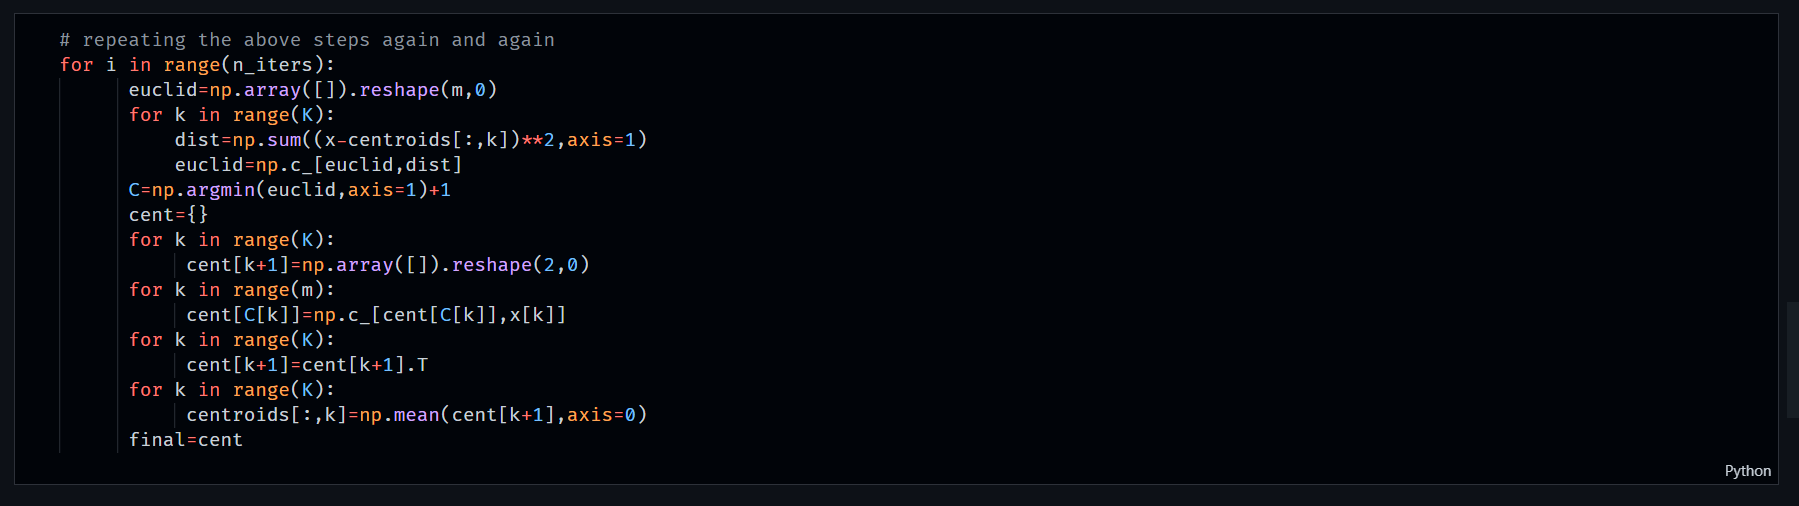 # repeating the above steps again and again
for i in range(n_iters):
      euclid=np.array([]).reshape(m,0)
      for k in range(K):
          dist=np.sum((x-centroids[:,k])**2,axis=1)
          euclid=np.c_[euclid,dist]
      C=np.argmin(euclid,axis=1)+1
      cent={}
      for k in range(K):
           cent[k+1]=np.array([]).reshape(2,0)
      for k in range(m):
           cent[C[k]]=np.c_[cent[C[k]],x[k]]
      for k in range(K):
           cent[k+1]=cent[k+1].T
      for k in range(K):
           centroids[:,k]=np.mean(cent[k+1],axis=0)
      final=cent
Python